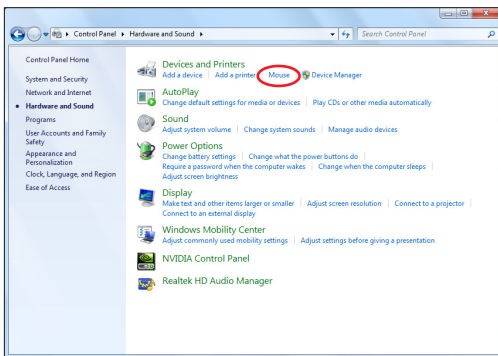 Control Panel ▸ Hardware and Sound ▸
Search Control Panel
Control Panel Home
System and Security
Network and Internet
Hardware and Sound
Programs
User Accounts and Family
Safety
Appearance and
Personalization
Clock, Language, and Region
Ease of Access
Devices and Printers
Add a device | Add a printer | Mouse | Device Manager
AutoPlay
Change default settings for media or devices | Play CDs or other media automatically
Sound
Adjust system volume | Change system sounds | Manage audio devices
Power Options
Change battery settings | Change what the power buttons do |
Require a password when the computer wakes | Change when the computer sleeps |
Adjust screen brightness
Display
Make text and other items larger or smaller | Adjust screen resolution | Connect to a projector |
Connect to an external display
Windows Mobility Center
Adjust commonly used mobility settings | Adjust settings before giving a presentation
NVIDIA Control Panel
Realtek HD Audio Manager